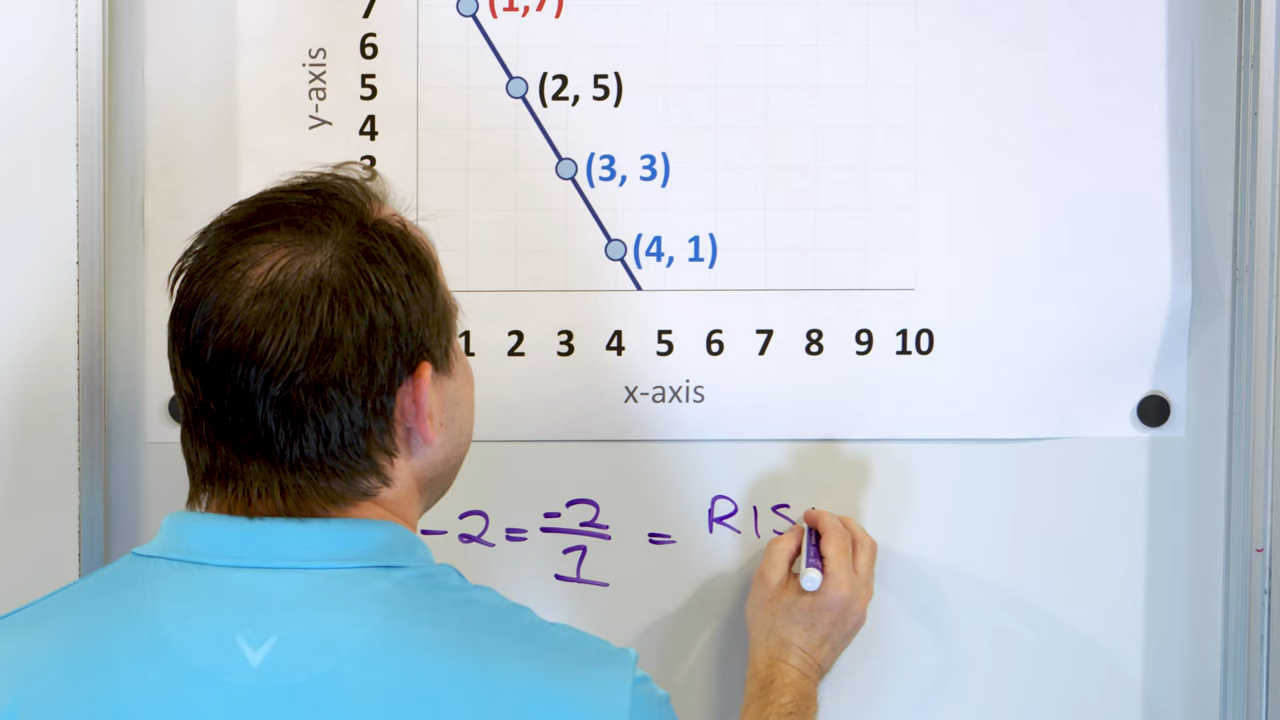 7 (1,7)
6
5 (2, 5)
4
3 (3, 3)
(4, 1)
y-axis
1 2 3 4 5 6 7 8 9 10
x-axis
-2 = -2/1 = RIS